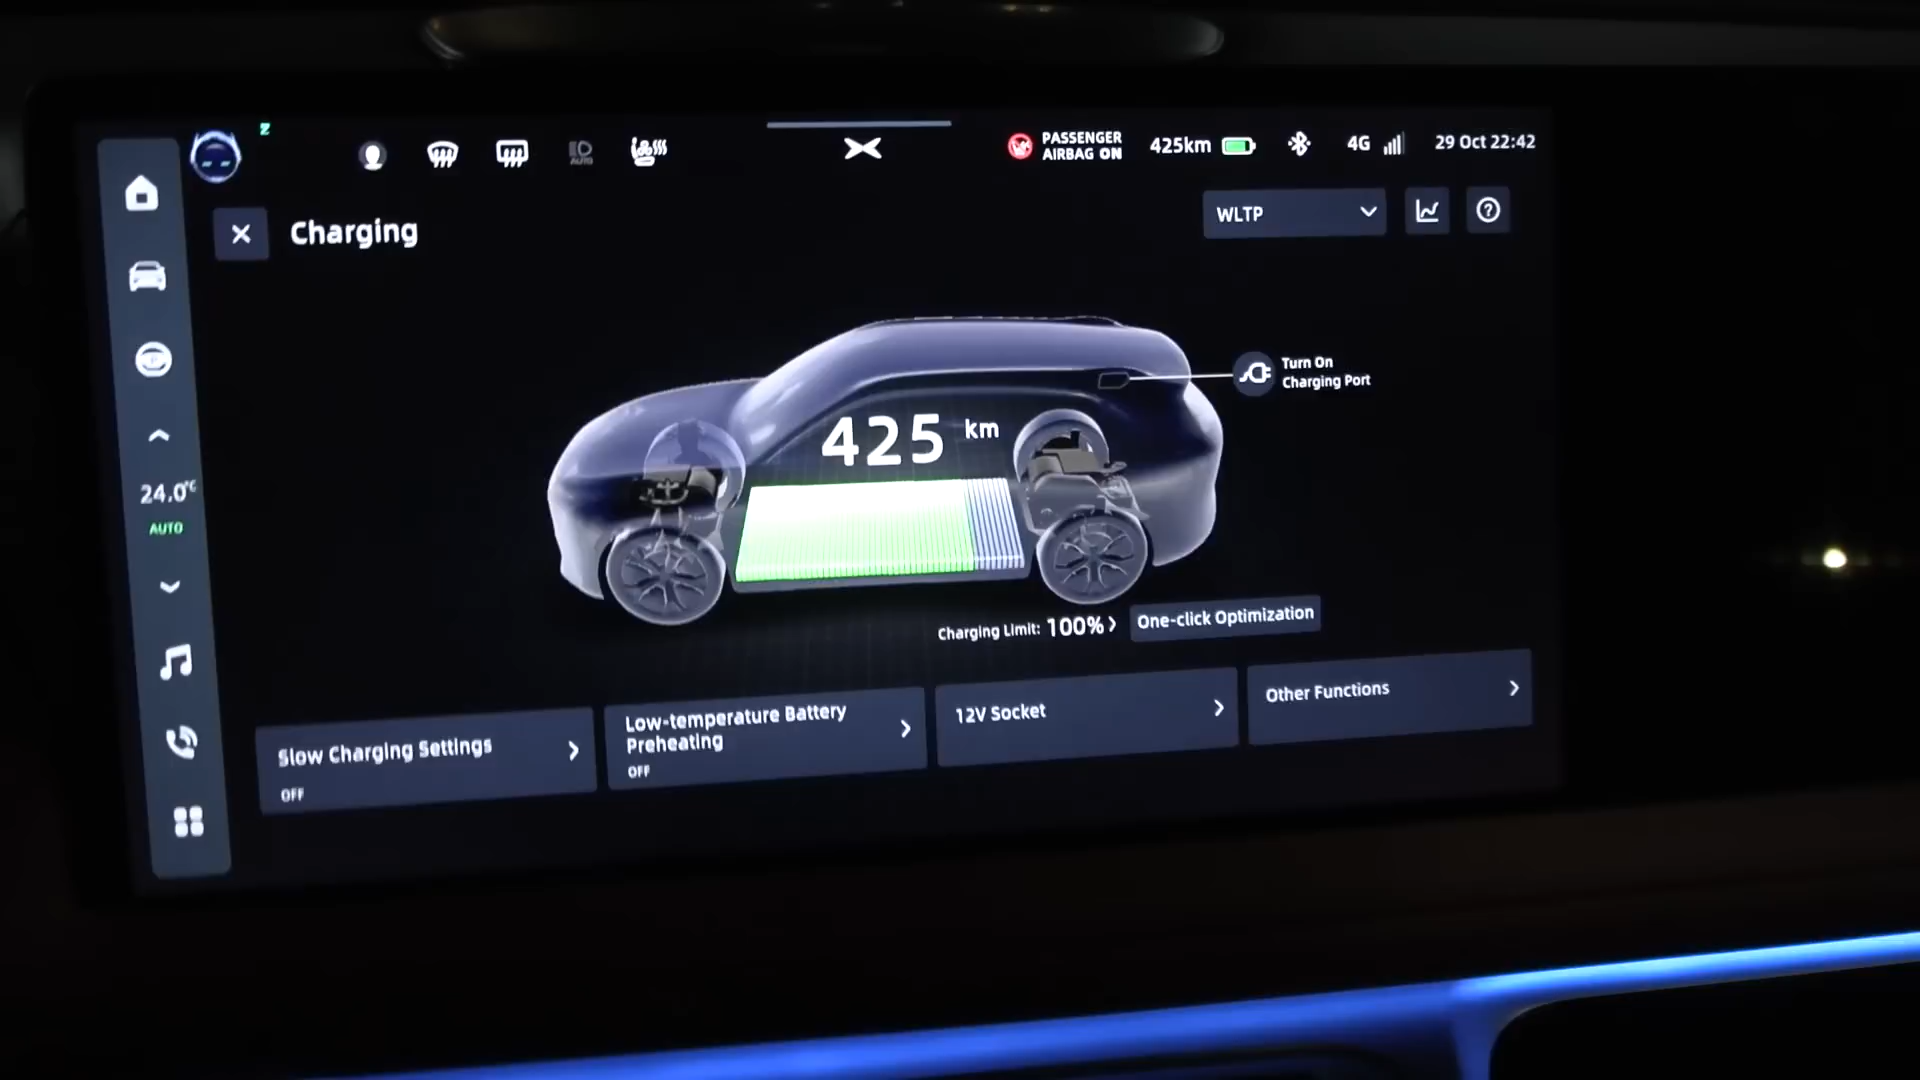 z
PASSENGER
AIRBAG ON
425km
4G
29 Oct 22:42
Charging
WLTP
Turn On
Charging Port
425 km
24.0°C
AUTO
Charging Limit: 100%
One-click Optimization
Slow Charging Settings
OFF
Low-temperature Battery
Preheating
OFF
12V Socket
Other Functions